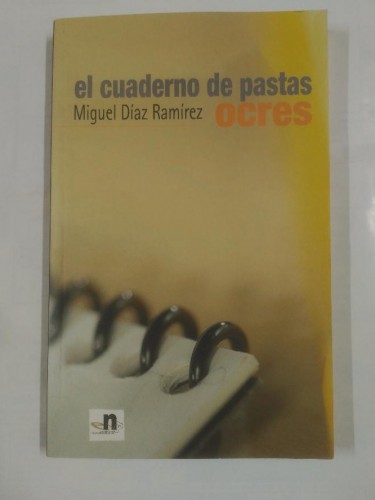 el cuaderno de pastas
Miguel Díaz Ramírez ocres
n